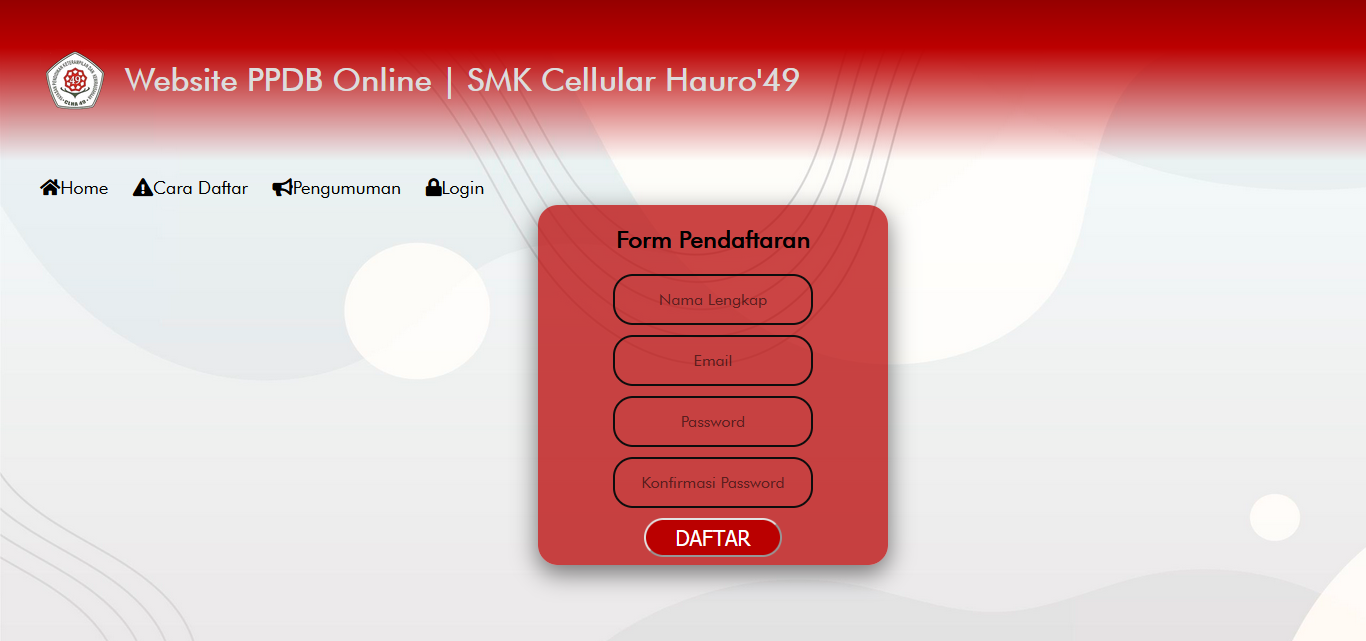 Website PPDB Online | SMK Cellular Hauro'49
49
Home Cara Daftar Pengumuman Login
Form Pendaftaran
Nama Lengkap
Email
Password
Konfirmasi Password
DAFTAR